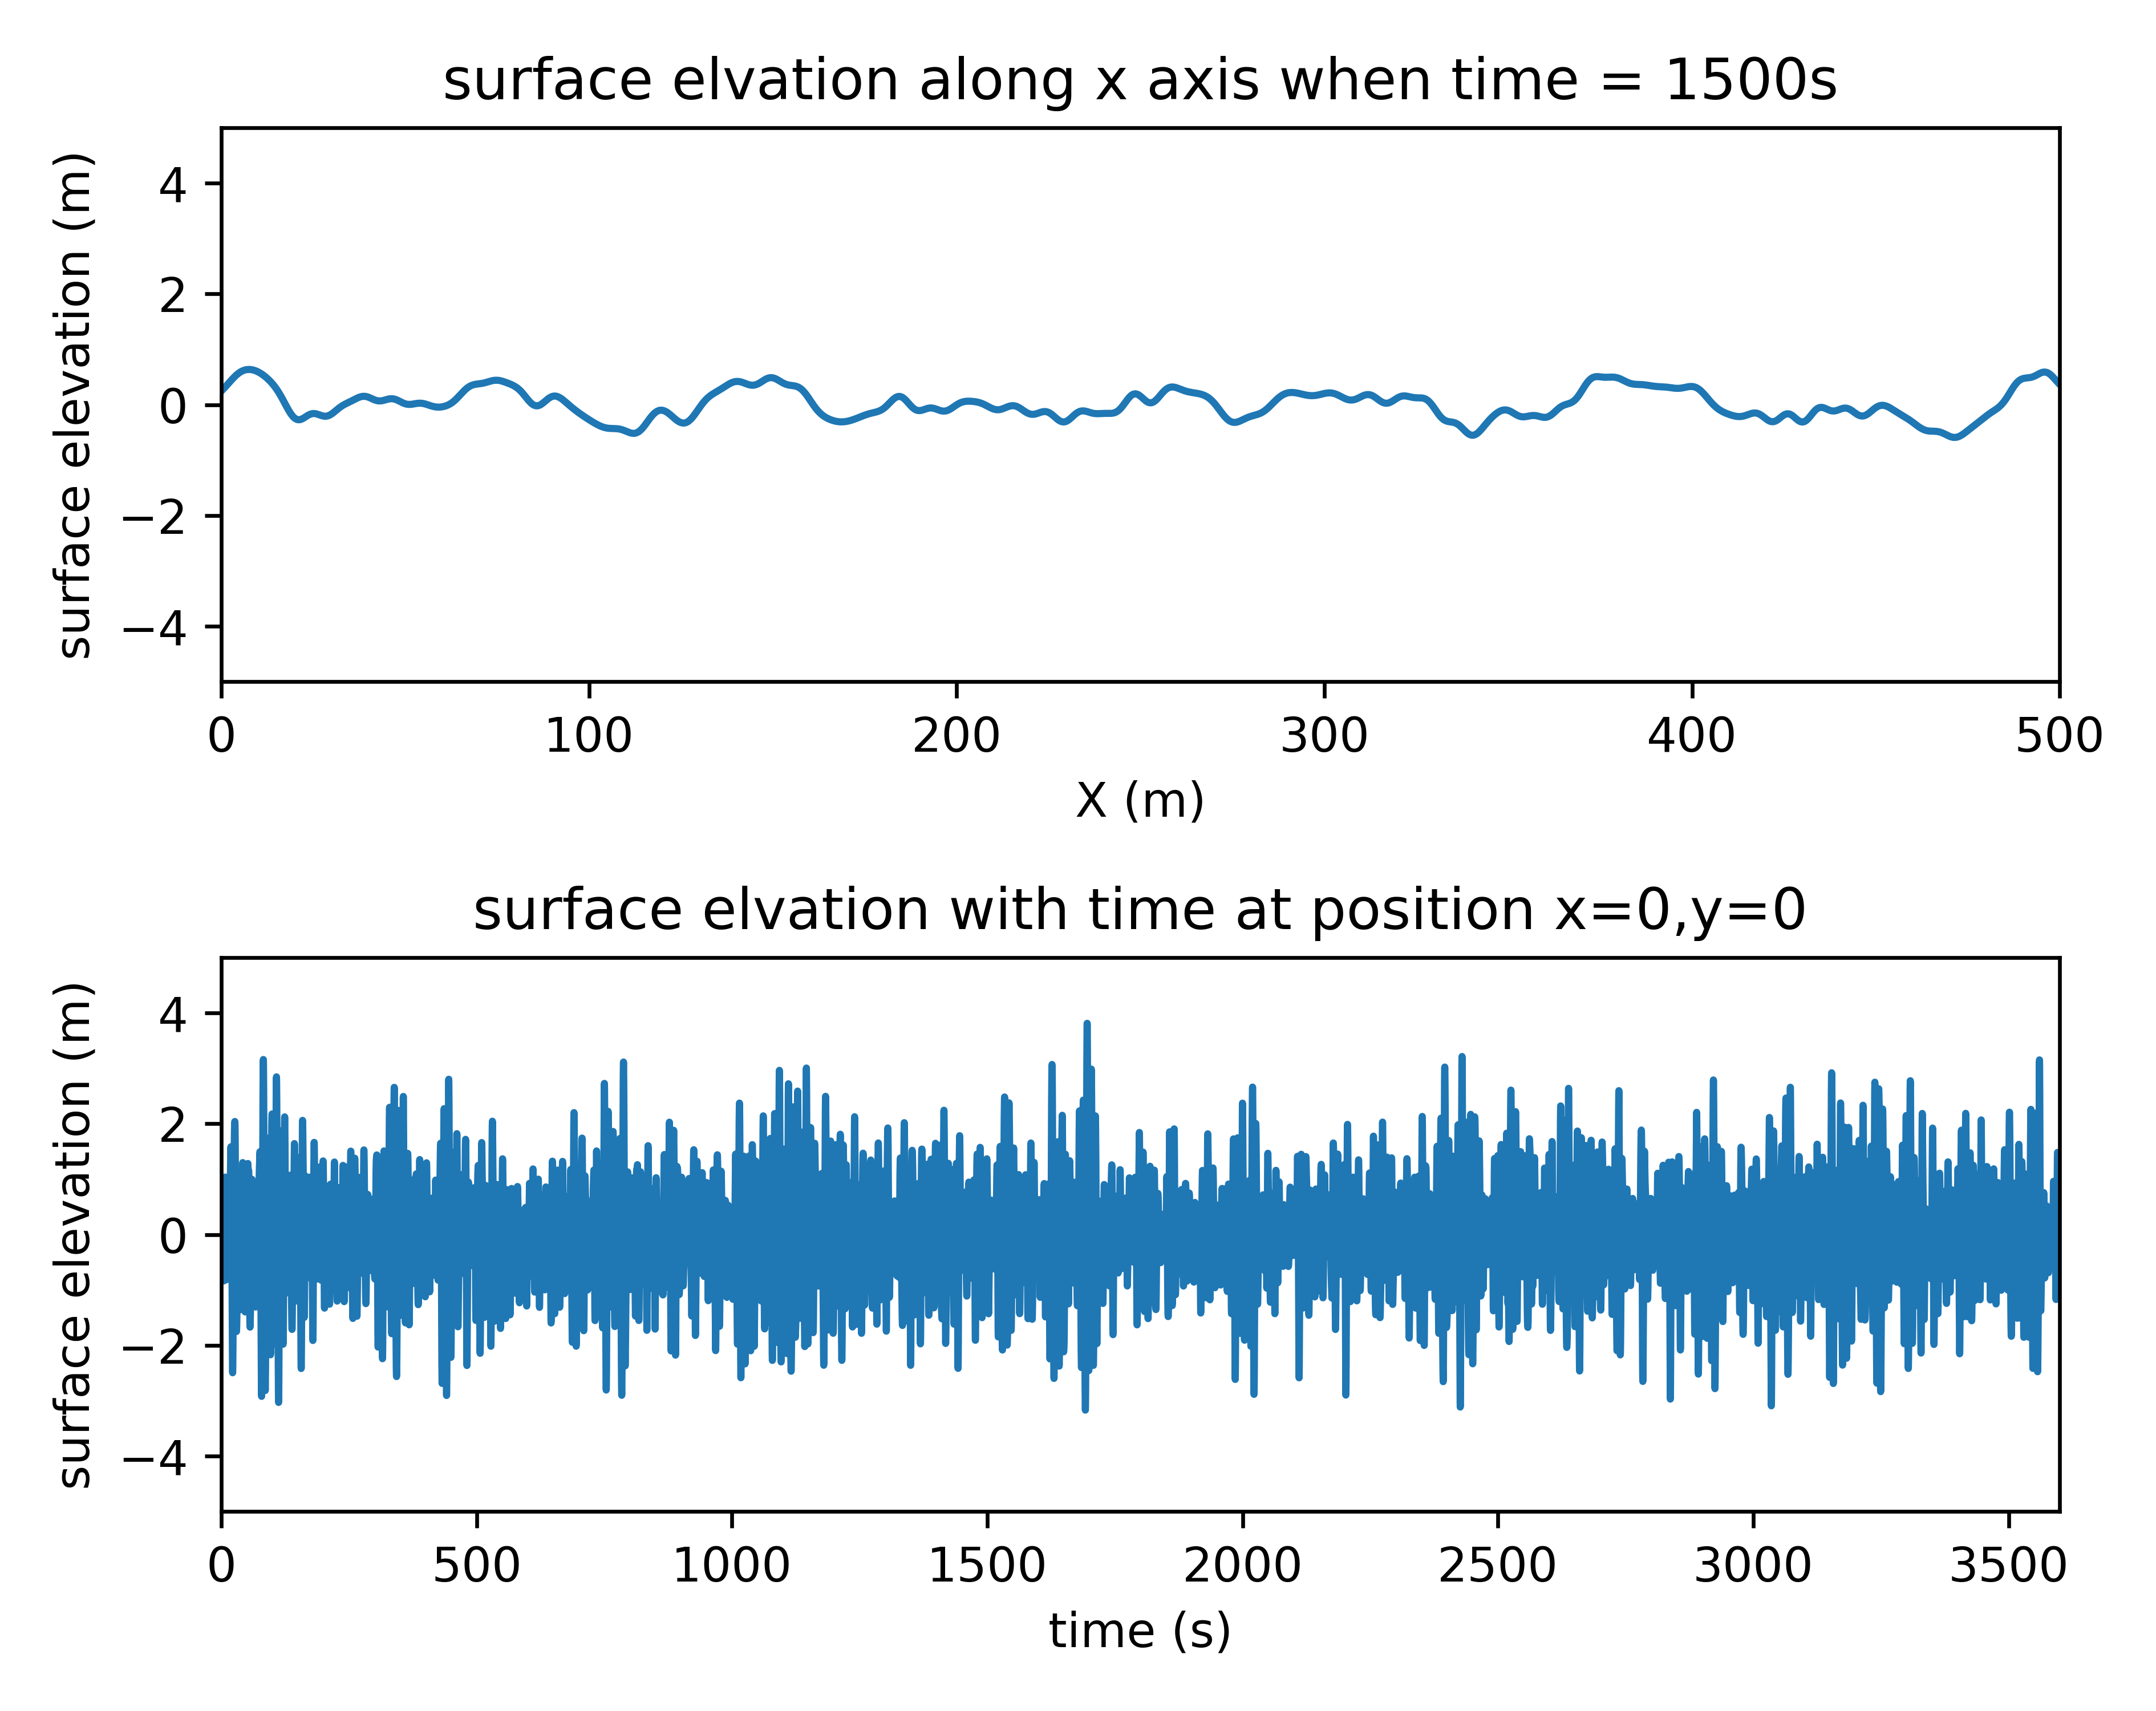 surface elvation along x axis when time = 1500s
surface elevation (m)
4
2
0
−2
−4
0 100 200 300 400 500
X (m)
surface elvation with time at position x=0,y=0
surface elevation (m)
4
2
0
−2
−4
0 500 1000 1500 2000 2500 3000 3500
time (s)